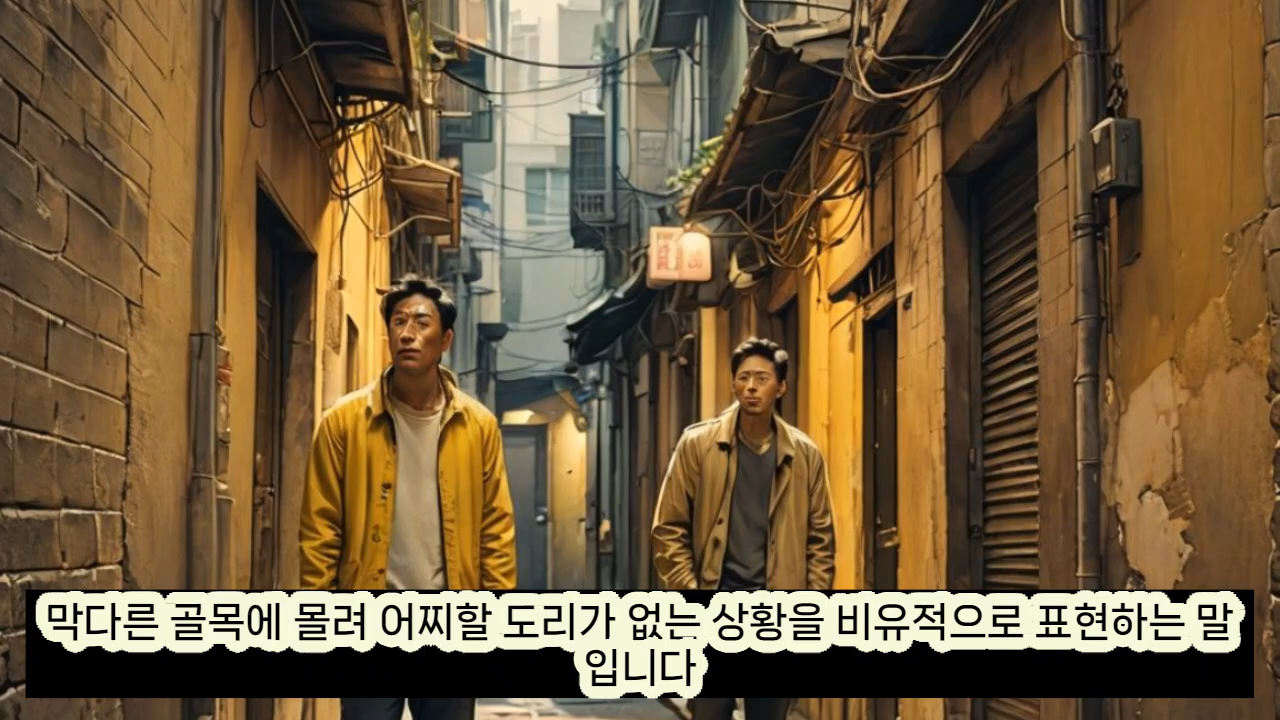 막다른 골목에 몰려 어찌할 도리가 없는 상황을 비유적으로 표현하는 말
입니다